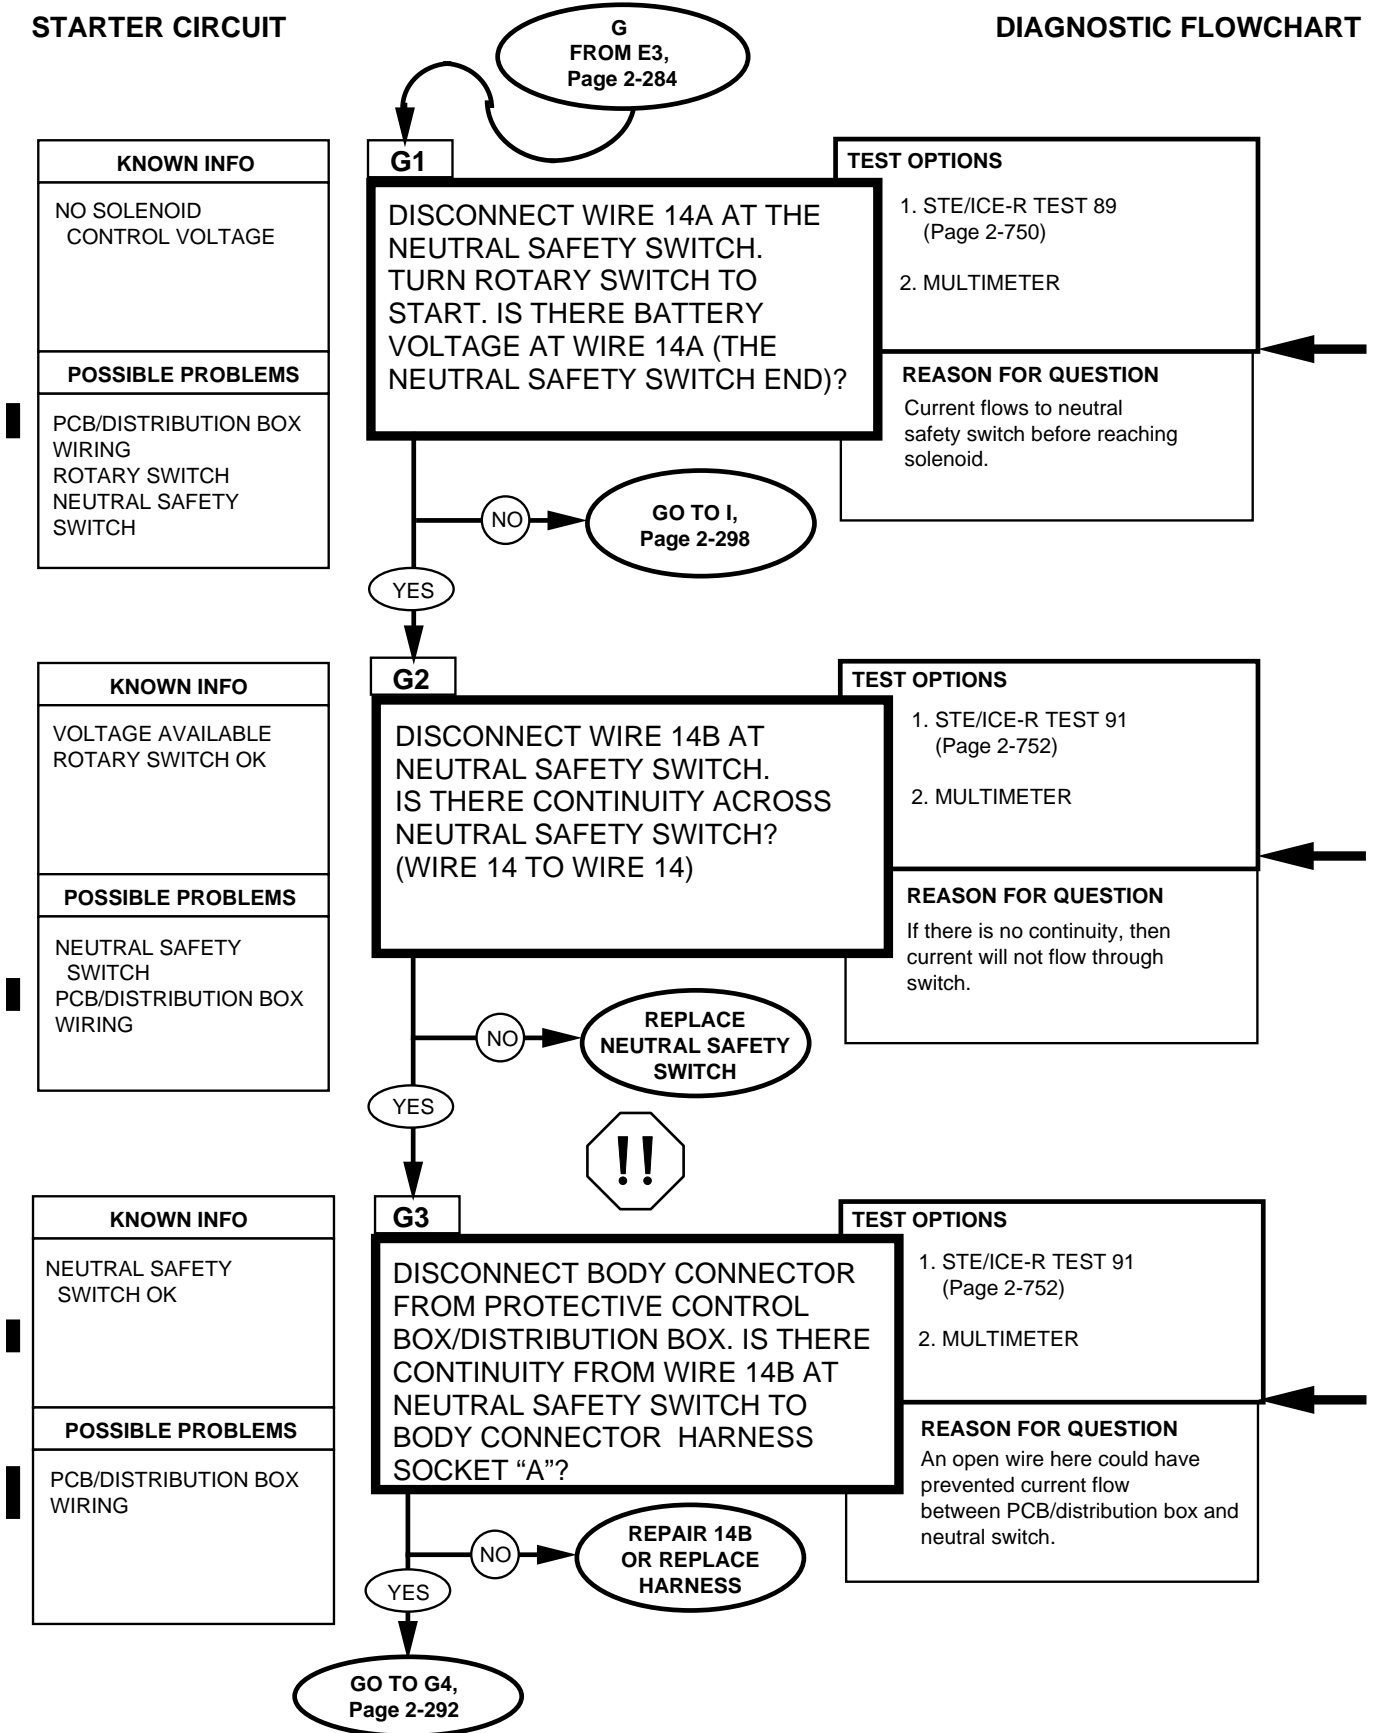 STARTER CIRCUIT
DIAGNOSTIC FLOWCHART
G
FROM E3,
Page 2-284
KNOWN INFO
NO SOLENOID
CONTROL VOLTAGE
POSSIBLE PROBLEMS
PCB/DISTRIBUTION BOX
WIRING
ROTARY SWITCH
NEUTRAL SAFETY
SWITCH
G1
DISCONNECT WIRE 14A AT THE
NEUTRAL SAFETY SWITCH.
TURN ROTARY SWITCH TO
START. IS THERE BATTERY
VOLTAGE AT WIRE 14A (THE
NEUTRAL SAFETY SWITCH END)?
TEST OPTIONS
1. STE/ICE-R TEST 89
(Page 2-750)
2. MULTIMETER
REASON FOR QUESTION
Current flows to neutral
safety switch before reaching
solenoid.
NO
GO TO I,
Page 2-298
YES
KNOWN INFO
VOLTAGE AVAILABLE
ROTARY SWITCH OK
POSSIBLE PROBLEMS
NEUTRAL SAFETY
SWITCH
PCB/DISTRIBUTION BOX
WIRING
G2
DISCONNECT WIRE 14B AT
NEUTRAL SAFETY SWITCH.
IS THERE CONTINUITY ACROSS
NEUTRAL SAFETY SWITCH?
(WIRE 14 TO WIRE 14)
TEST OPTIONS
1. STE/ICE-R TEST 91
(Page 2-752)
2. MULTIMETER
REASON FOR QUESTION
If there is no continuity, then
current will not flow through
switch.
NO
REPLACE
NEUTRAL SAFETY
SWITCH
YES
!!
KNOWN INFO
NEUTRAL SAFETY
SWITCH OK
POSSIBLE PROBLEMS
PCB/DISTRIBUTION BOX
WIRING
G3
DISCONNECT BODY CONNECTOR
FROM PROTECTIVE CONTROL
BOX/DISTRIBUTION BOX. IS THERE
CONTINUITY FROM WIRE 14B AT
NEUTRAL SAFETY SWITCH TO
BODY CONNECTOR HARNESS
SOCKET “A”?
TEST OPTIONS
1. STE/ICE-R TEST 91
(Page 2-752)
2. MULTIMETER
REASON FOR QUESTION
An open wire here could have
prevented current flow
between PCB/distribution box and
neutral switch.
NO
REPAIR 14B
OR REPLACE
HARNESS
YES
GO TO G4,
Page 2-292